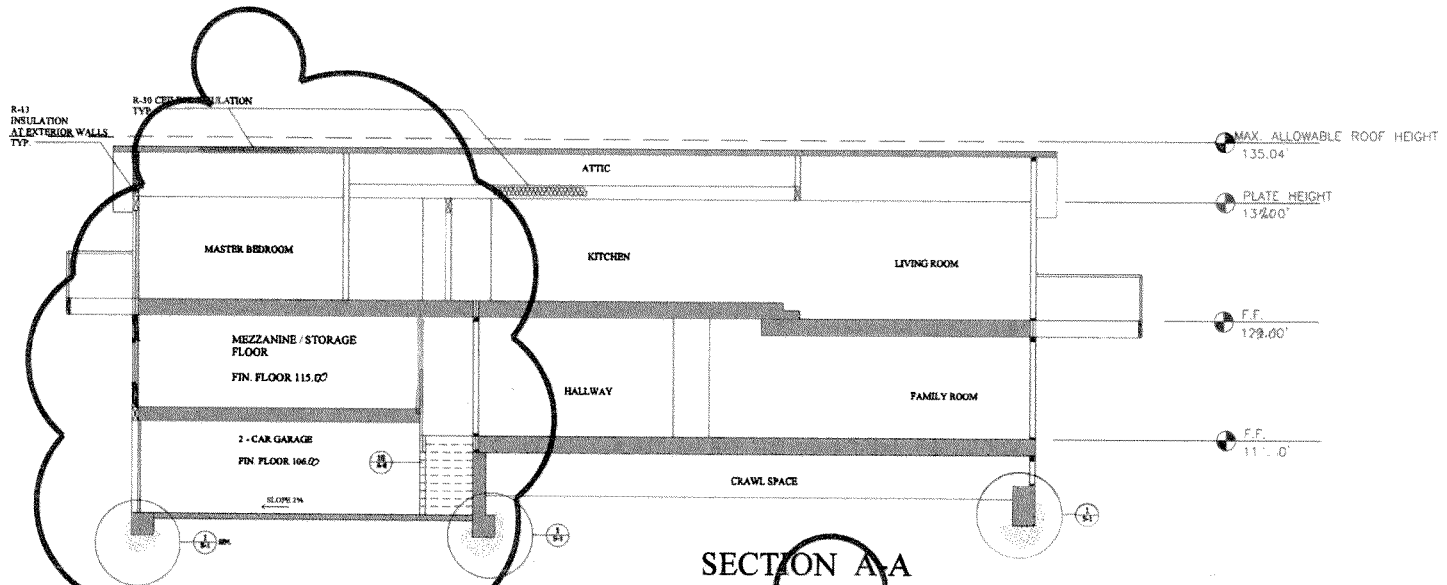 R-13
INSULATION
AT EXTERIOR WALLS
TYP.
R-30 INSULATION
TYP.
MAX. ALLOWABLE ROOF HEIGHT
135.04'
ATTIC
PLATE HEIGHT
MASTER BEDROOM
KITCHEN
LIVING ROOM
F.F.
MEZZANINE / STORAGE
FLOOR
FIN. FLOOR 115.00
HALLWAY
FAMILY ROOM
2 - CAR GARAGE
FIN. FLOOR 106.00
F.F.
CRAWL SPACE
SLOPE 2%
SECTION A-A